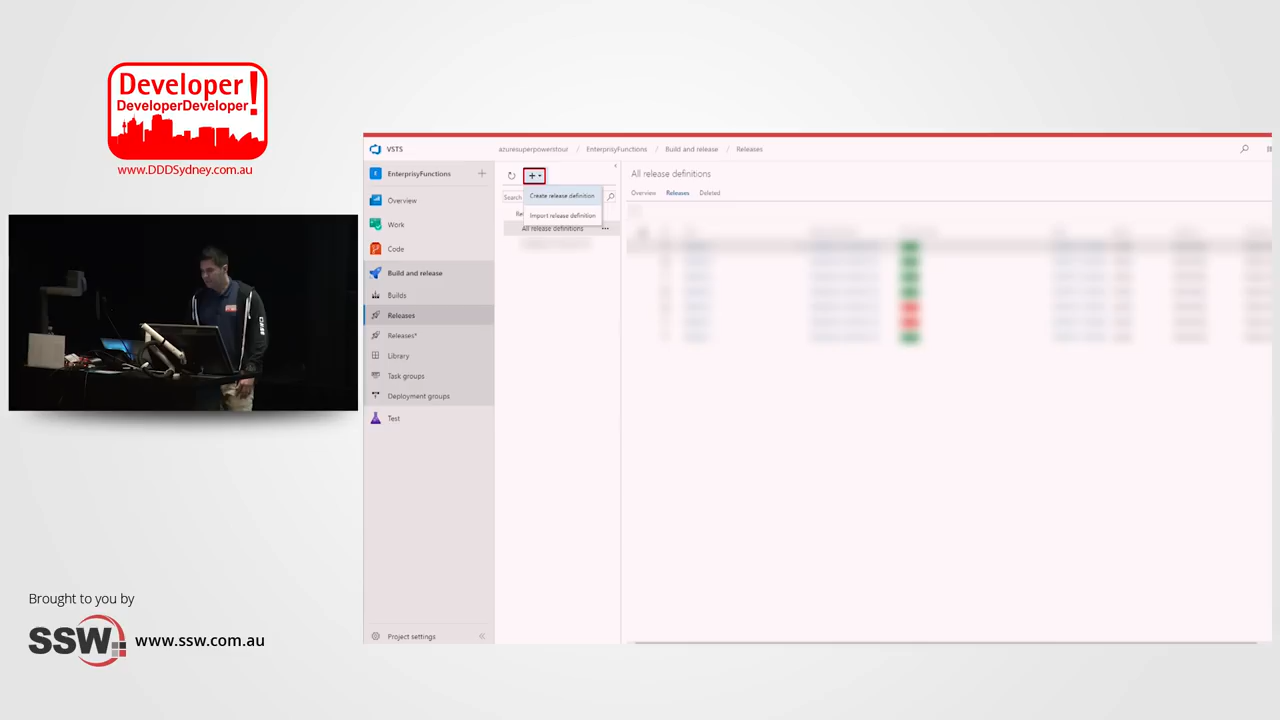 Developer!
DeveloperDeveloper!
www.DDDSydney.com.au
Brought to you by
SSW
www.ssw.com.au
VSTS
azuresuperpowerstour / EnterprisyFunctions / Build and release / Releases
EnterprisyFunctions
Overview
Work
Code
Build and release
Builds
Releases
Releases*
Library
Task groups
Deployment groups
Test
Project settings
+
Search
Create release definition
Import release definition
All release definitions
...
All release definitions
Overview Releases Deleted